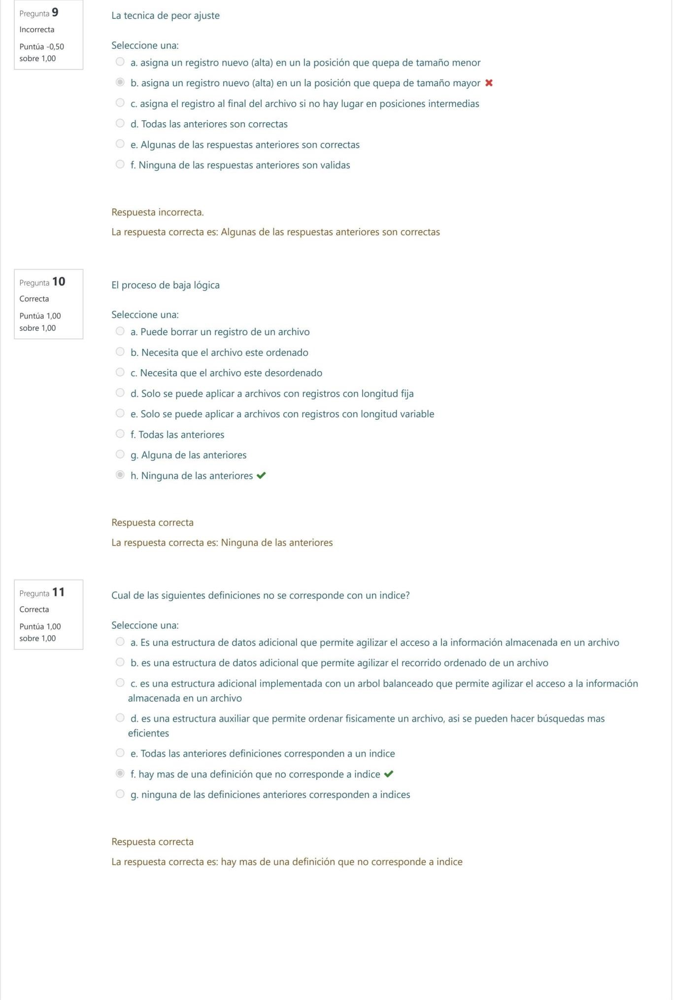 Pregunta 9
Incorrecta
Puntúa -0,50
sobre 1,00
La tecnica de peor ajuste
Seleccione una:
a. asigna un registro nuevo (alta) en un la posición que quepa de tamaño menor
b. asigna un registro nuevo (alta) en un la posición que quepa de tamaño mayor
c. asigna el registro al final del archivo si no hay lugar en posiciones intermedias
d. Todas las anteriores son correctas
e. Algunas de las respuestas anteriores son correctas
f. Ninguna de las respuestas anteriores son validas
Respuesta incorrecta.
La respuesta correcta es: Algunas de las respuestas anteriores son correctas
Pregunta 10
Correcta
Puntúa 1,00
sobre 1,00
El proceso de baja lógica
Seleccione una:
a. Puede borrar un registro de un archivo
b. Necesita que el archivo este ordenado
c. Necesita que el archivo este desordenado
d. Solo se puede aplicar a archivos con registros con longitud fija
e. Solo se puede aplicar a archivos con registros con longitud variable
f. Todas las anteriores
g. Alguna de las anteriores
h. Ninguna de las anteriores
Respuesta correcta
La respuesta correcta es: Ninguna de las anteriores
Pregunta 11
Correcta
Puntúa 1,00
sobre 1,00
Cual de las siguientes definiciones no se corresponde con un indice?
Seleccione una:
a. Es una estructura de datos adicional que permite agilizar el acceso a la información almacenada en un archivo
b. es una estructura de datos adicional que permite agilizar el recorrido ordenado de un archivo
c. es una estructura adicional implementada con un arbol balanceado que permite agilizar el acceso a la información
almacenada en un archivo
d. es una estructura auxiliar que permite ordenar fisicamente un archivo, asi se pueden hacer búsquedas mas
eficientes
e. Todas las anteriores definiciones corresponden a un indice
f. hay mas de una definición que no corresponde a indice
g. ninguna de las definiciones anteriores corresponden a indices
Respuesta correcta
La respuesta correcta es: hay mas de una definición que no corresponde a indice